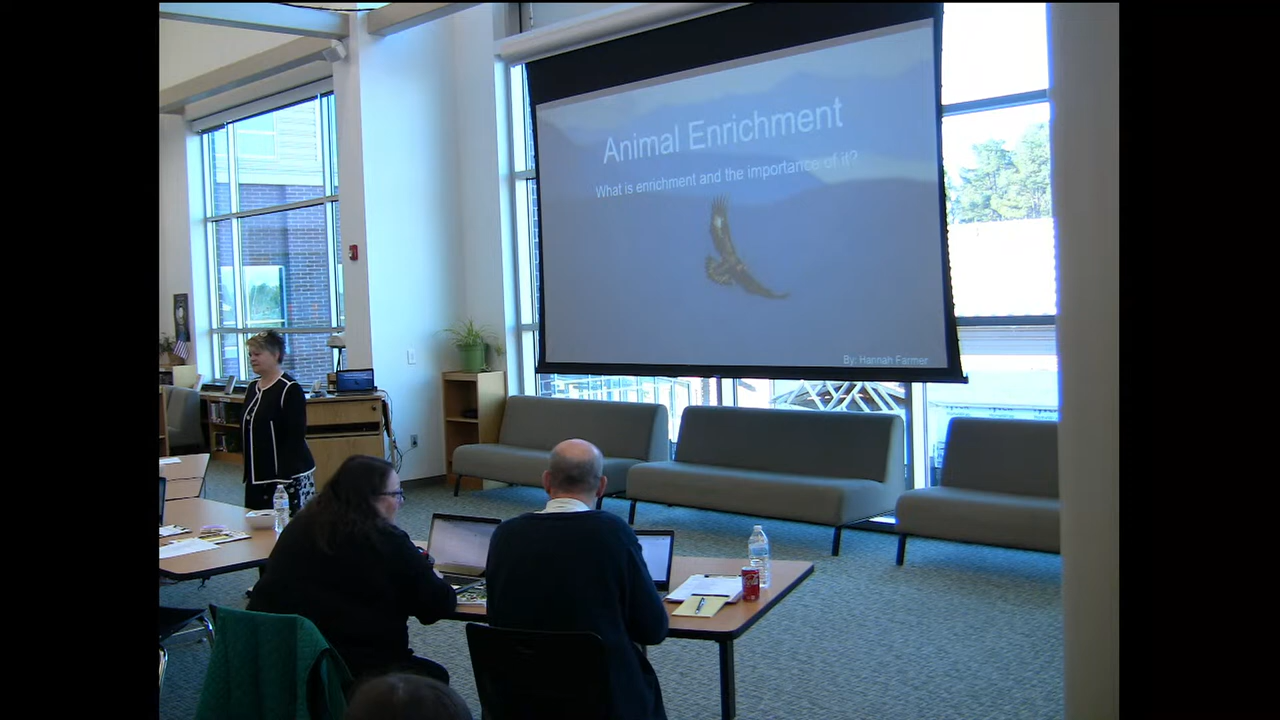 Animal Enrichment
What is enrichment and the importance of it?
By: Hannah Farmer